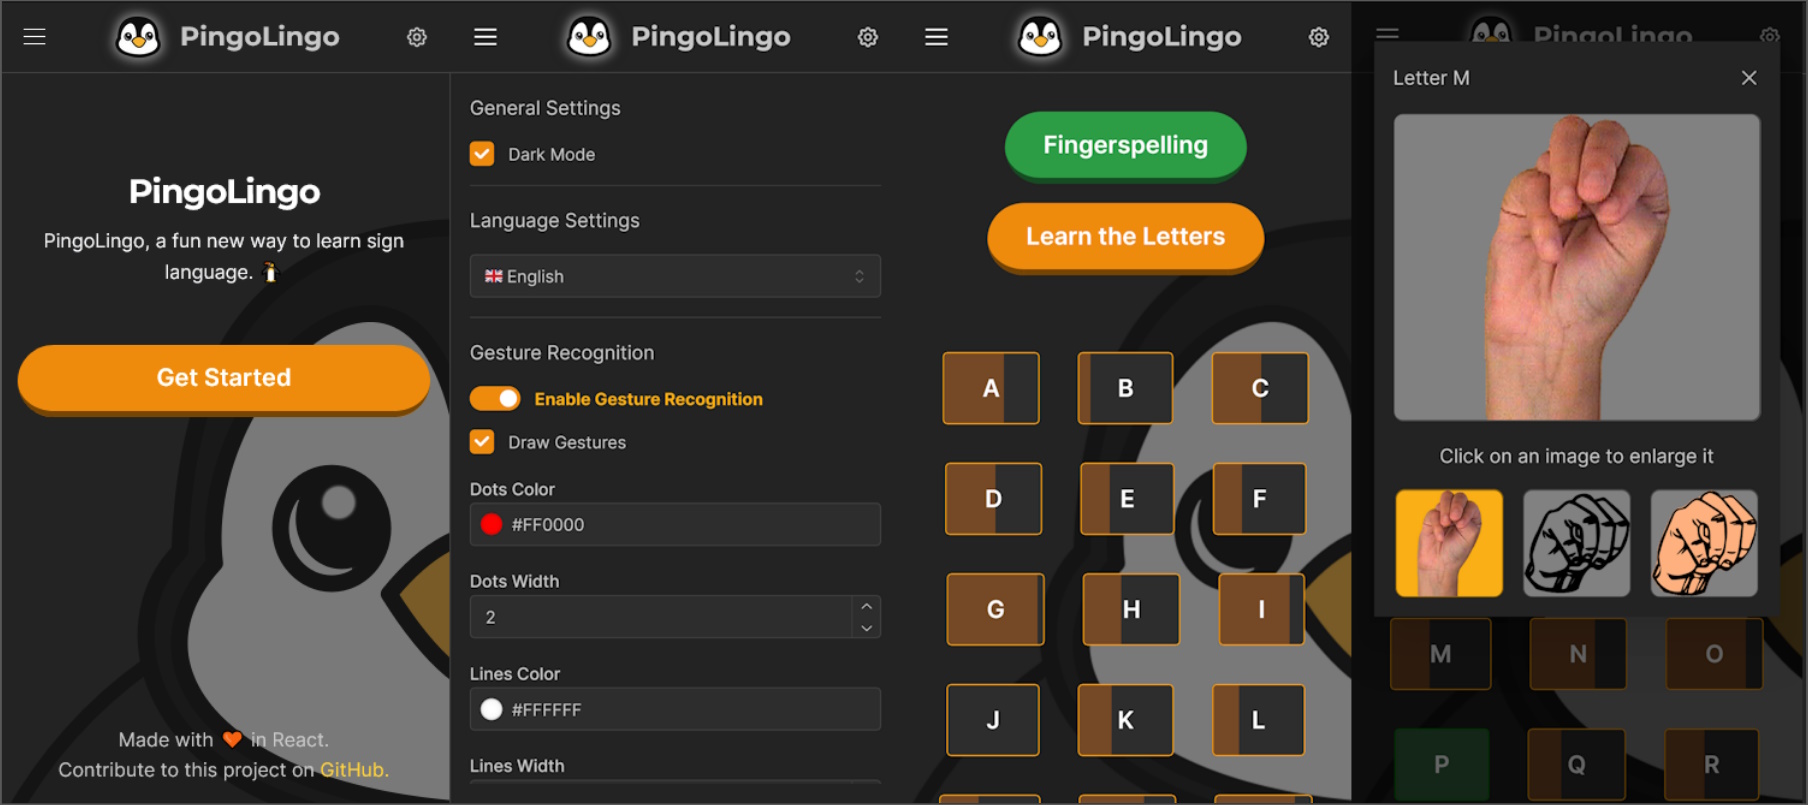 PingoLingo
PingoLingo
PingoLingo, a fun new way to learn sign
language.
Get Started
Made with ❤ in React.
Contribute to this project on GitHub.
PingoLingo
General Settings
Dark Mode
Language Settings
English
Gesture Recognition
Enable Gesture Recognition
Draw Gestures
Dots Color
#FF0000
Dots Width
2
Lines Color
#FFFFFF
Lines Width
PingoLingo
Fingerspelling
Learn the Letters
A B C
D E F
G H I
J K L
PingoLingo
Letter M
Click on an image to enlarge it
M N O
P Q R